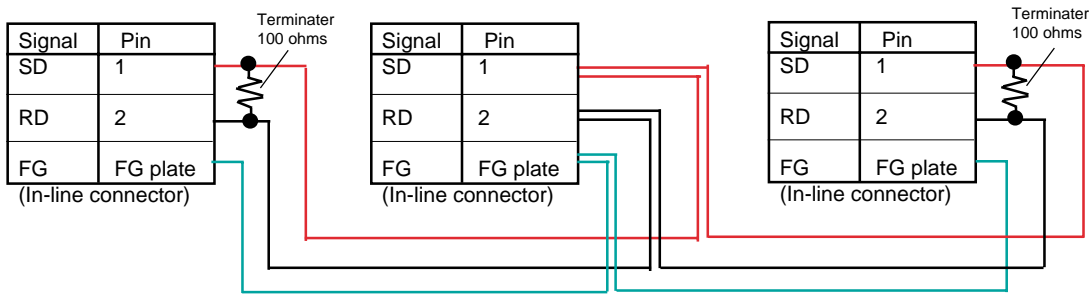 Terminater
100 ohms
Signal Pin
SD 1
RD 2
FG FG plate
(In-line connector)
Signal Pin
SD 1
RD 2
FG FG plate
(In-line connector)
Terminater
100 ohms
Signal Pin
SD 1
RD 2
FG FG plate
(In-line connector)